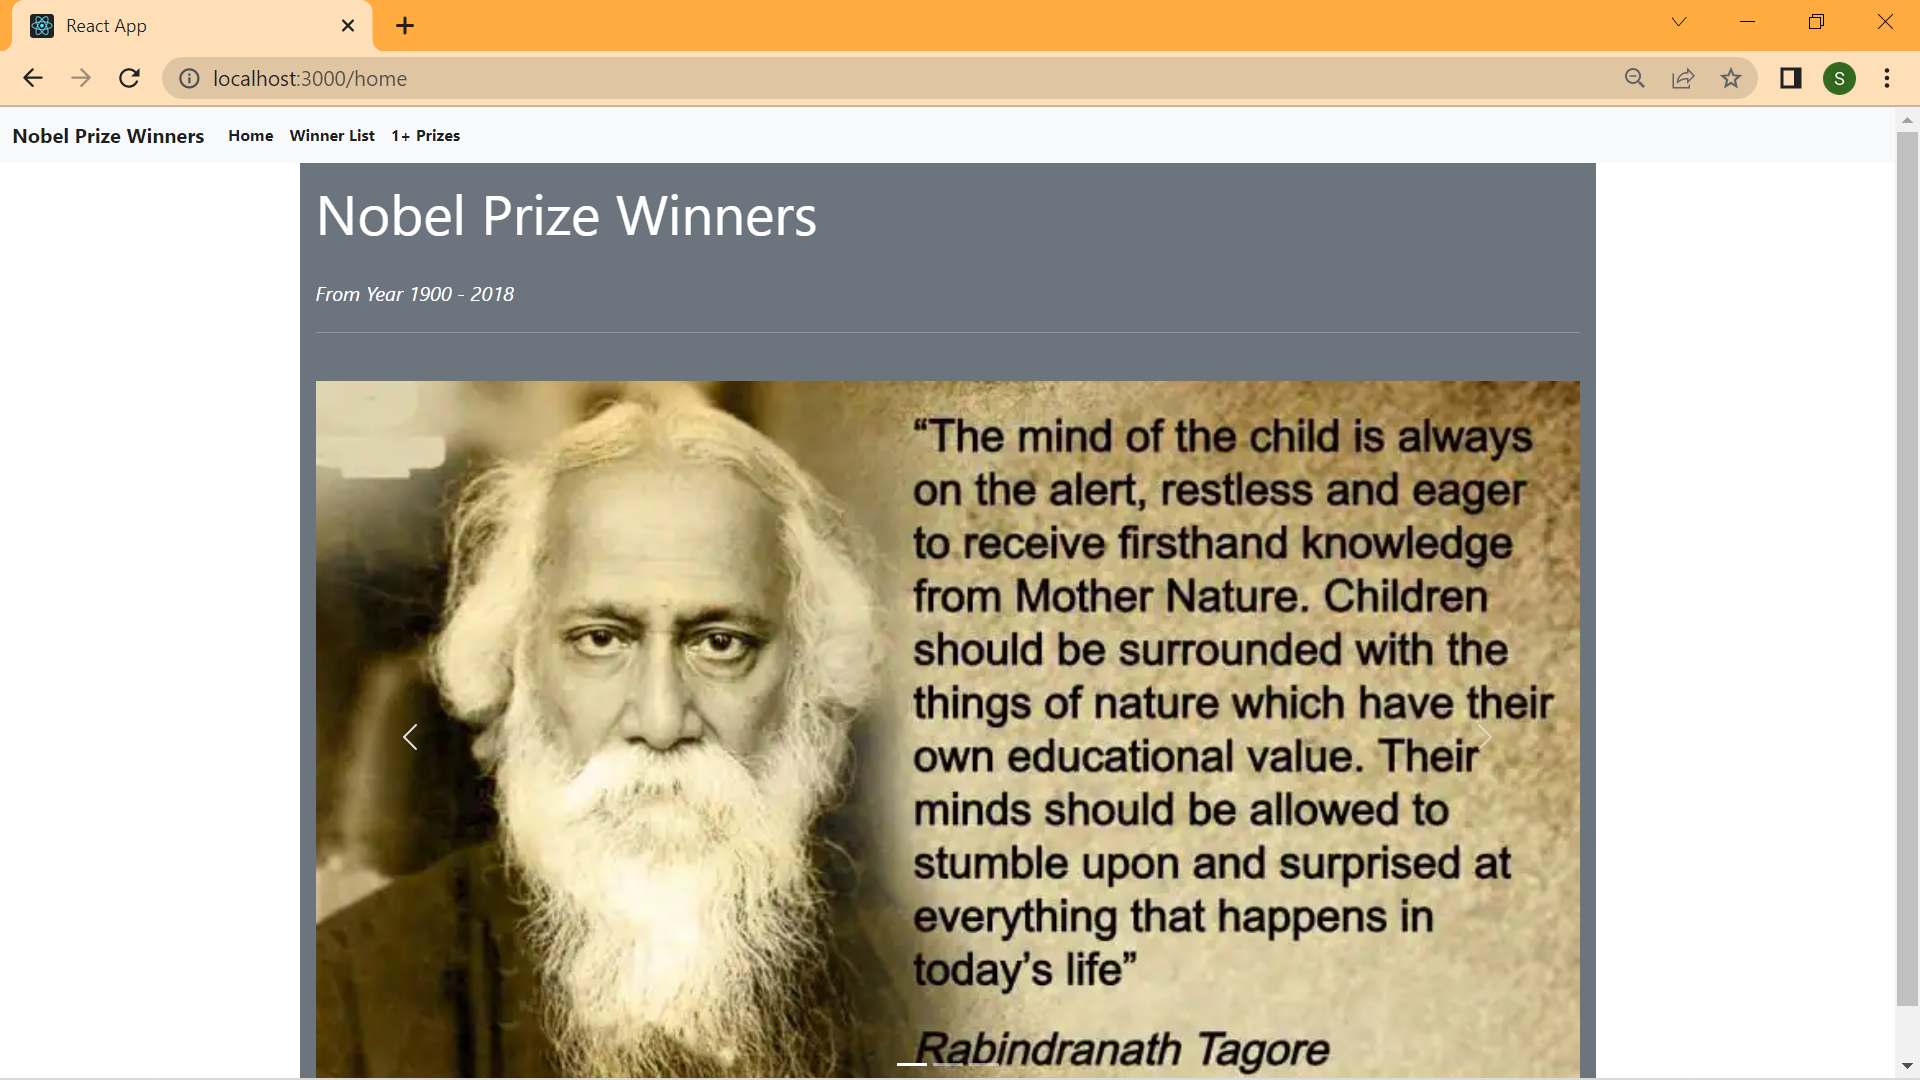 React App
localhost:3000/home
S
Nobel Prize Winners Home Winner List 1+ Prizes
Nobel Prize Winners
From Year 1900 - 2018
“The mind of the child is always
on the alert, restless and eager
to receive firsthand knowledge
from Mother Nature. Children
should be surrounded with the
things of nature which have their
own educational value. Their
minds should be allowed to
stumble upon and surprised at
everything that happens in
today’s life”
Rabindranath Tagore